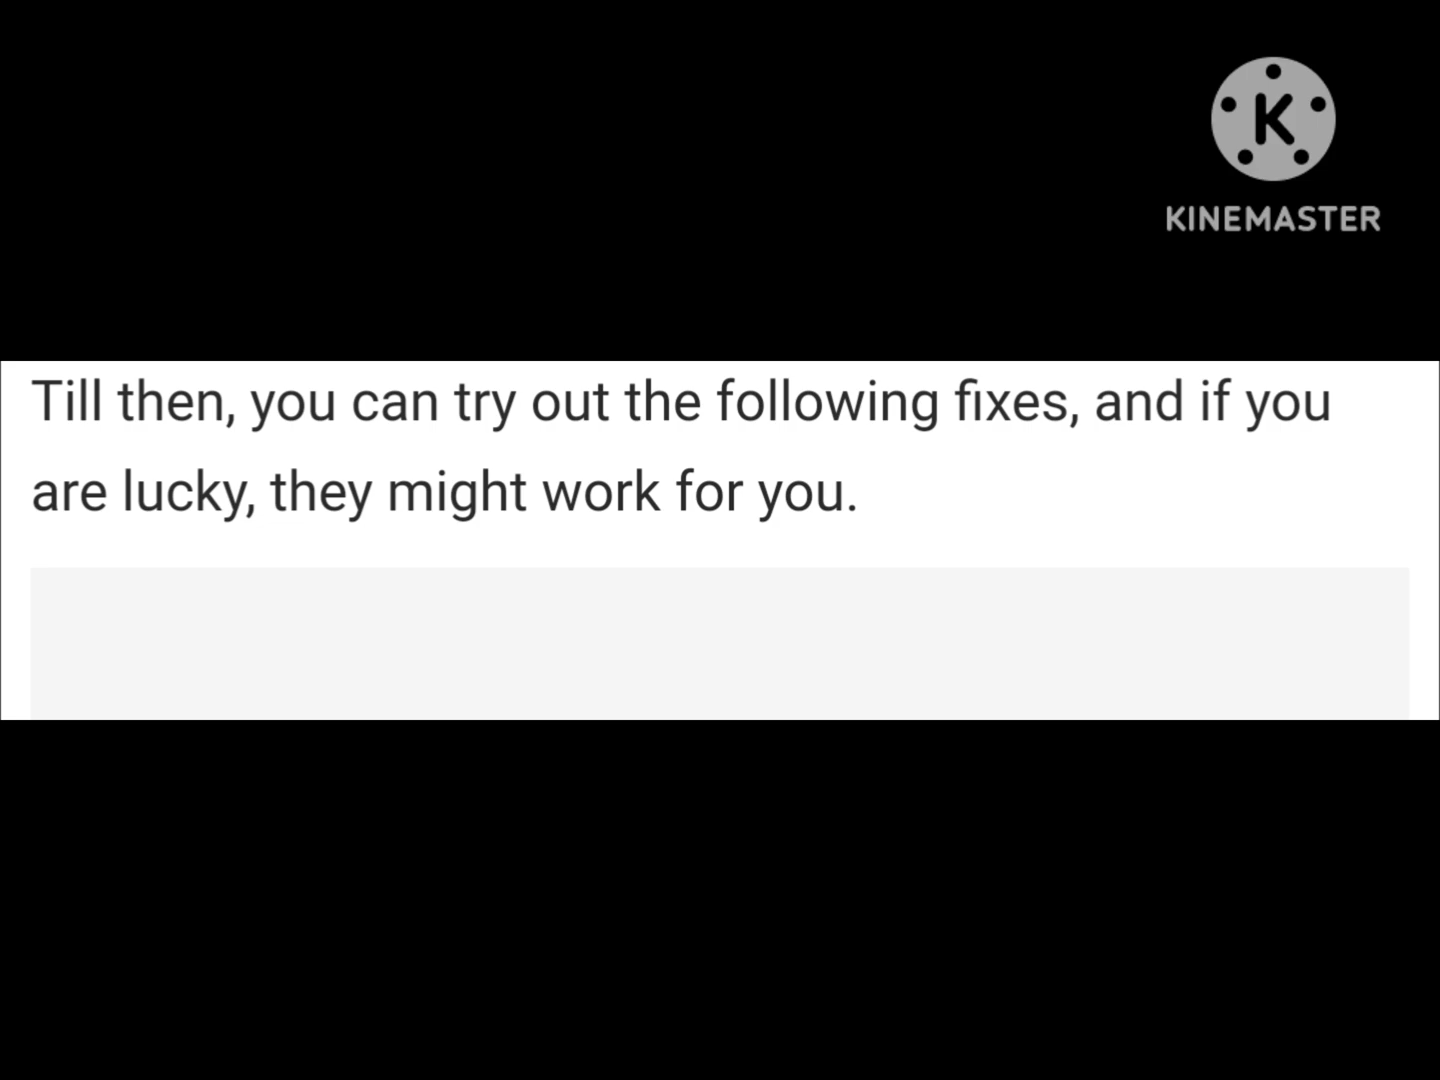 K
KINEMASTER
Till then, you can try out the following fixes, and if you
are lucky, they might work for you.